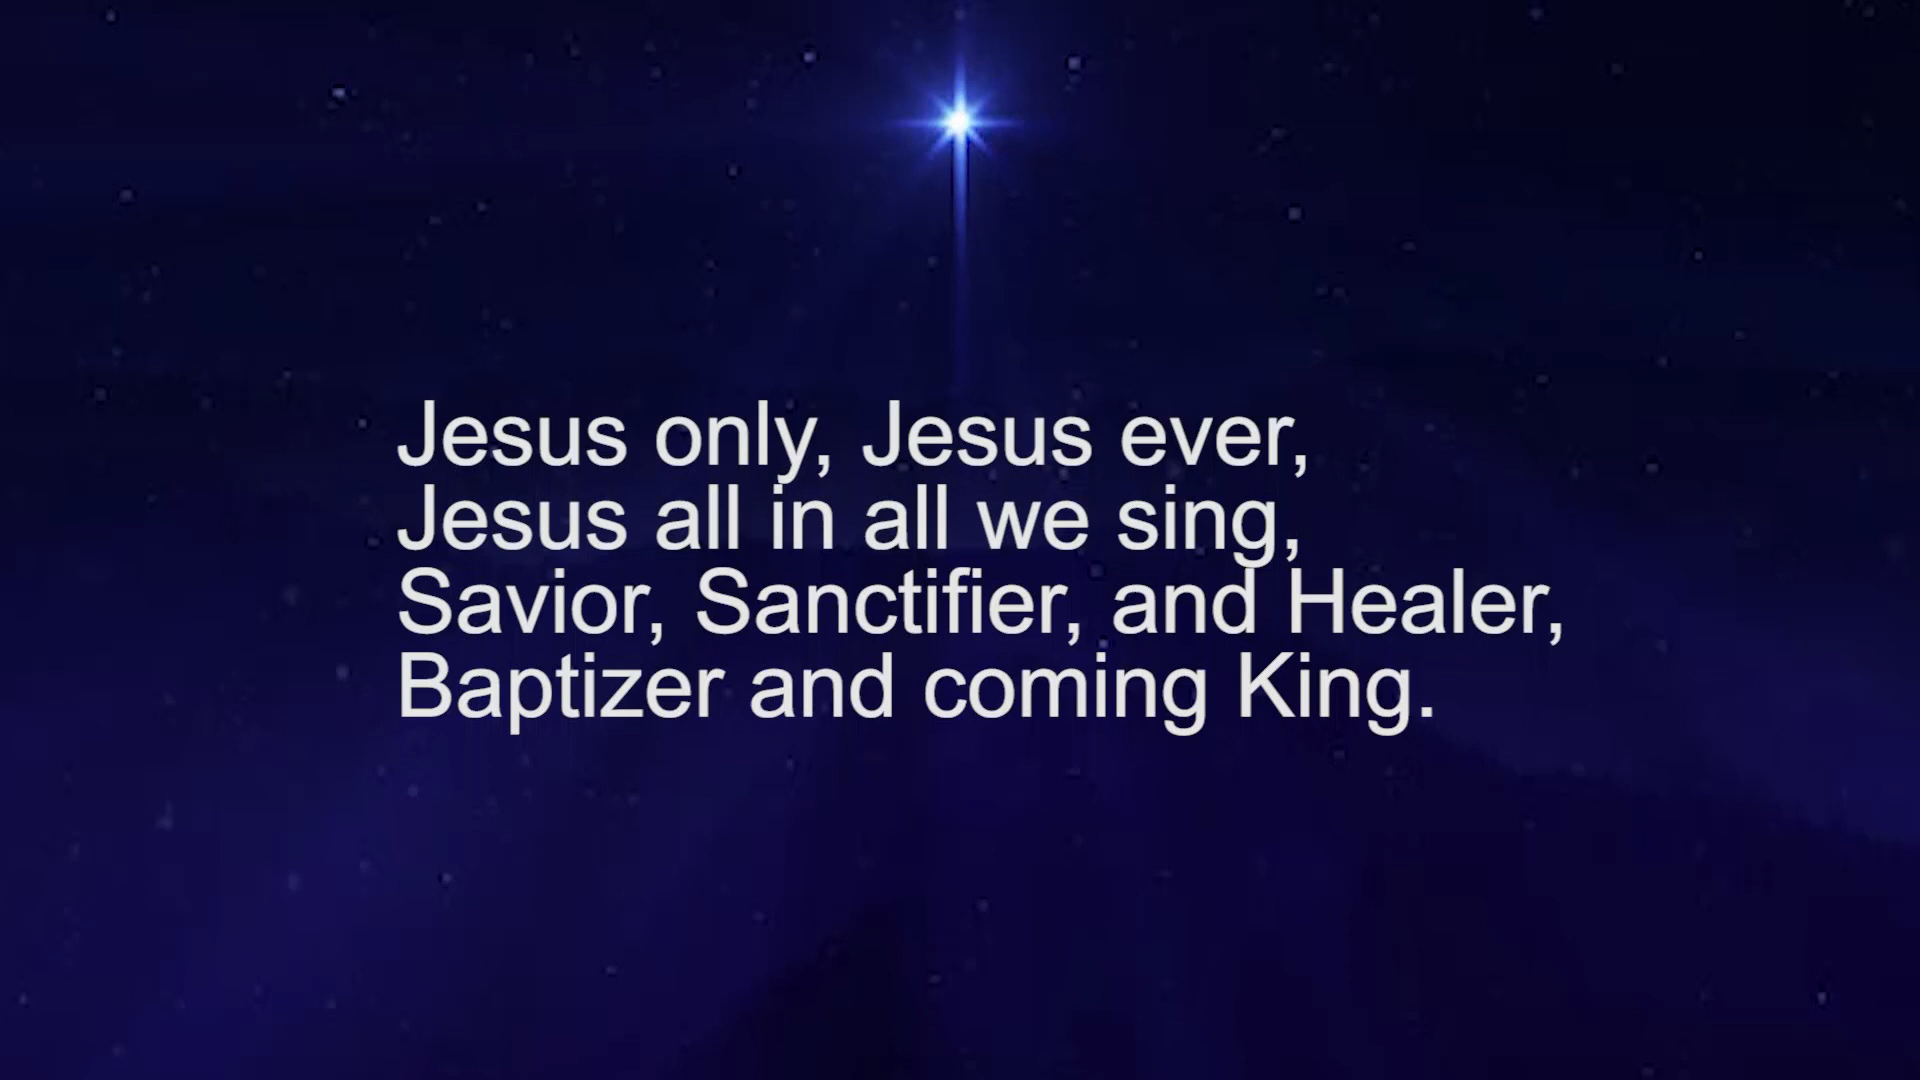 Jesus only, Jesus ever,
Jesus all in all we sing,
Savior, Sanctifier, and Healer,
Baptizer and coming King.